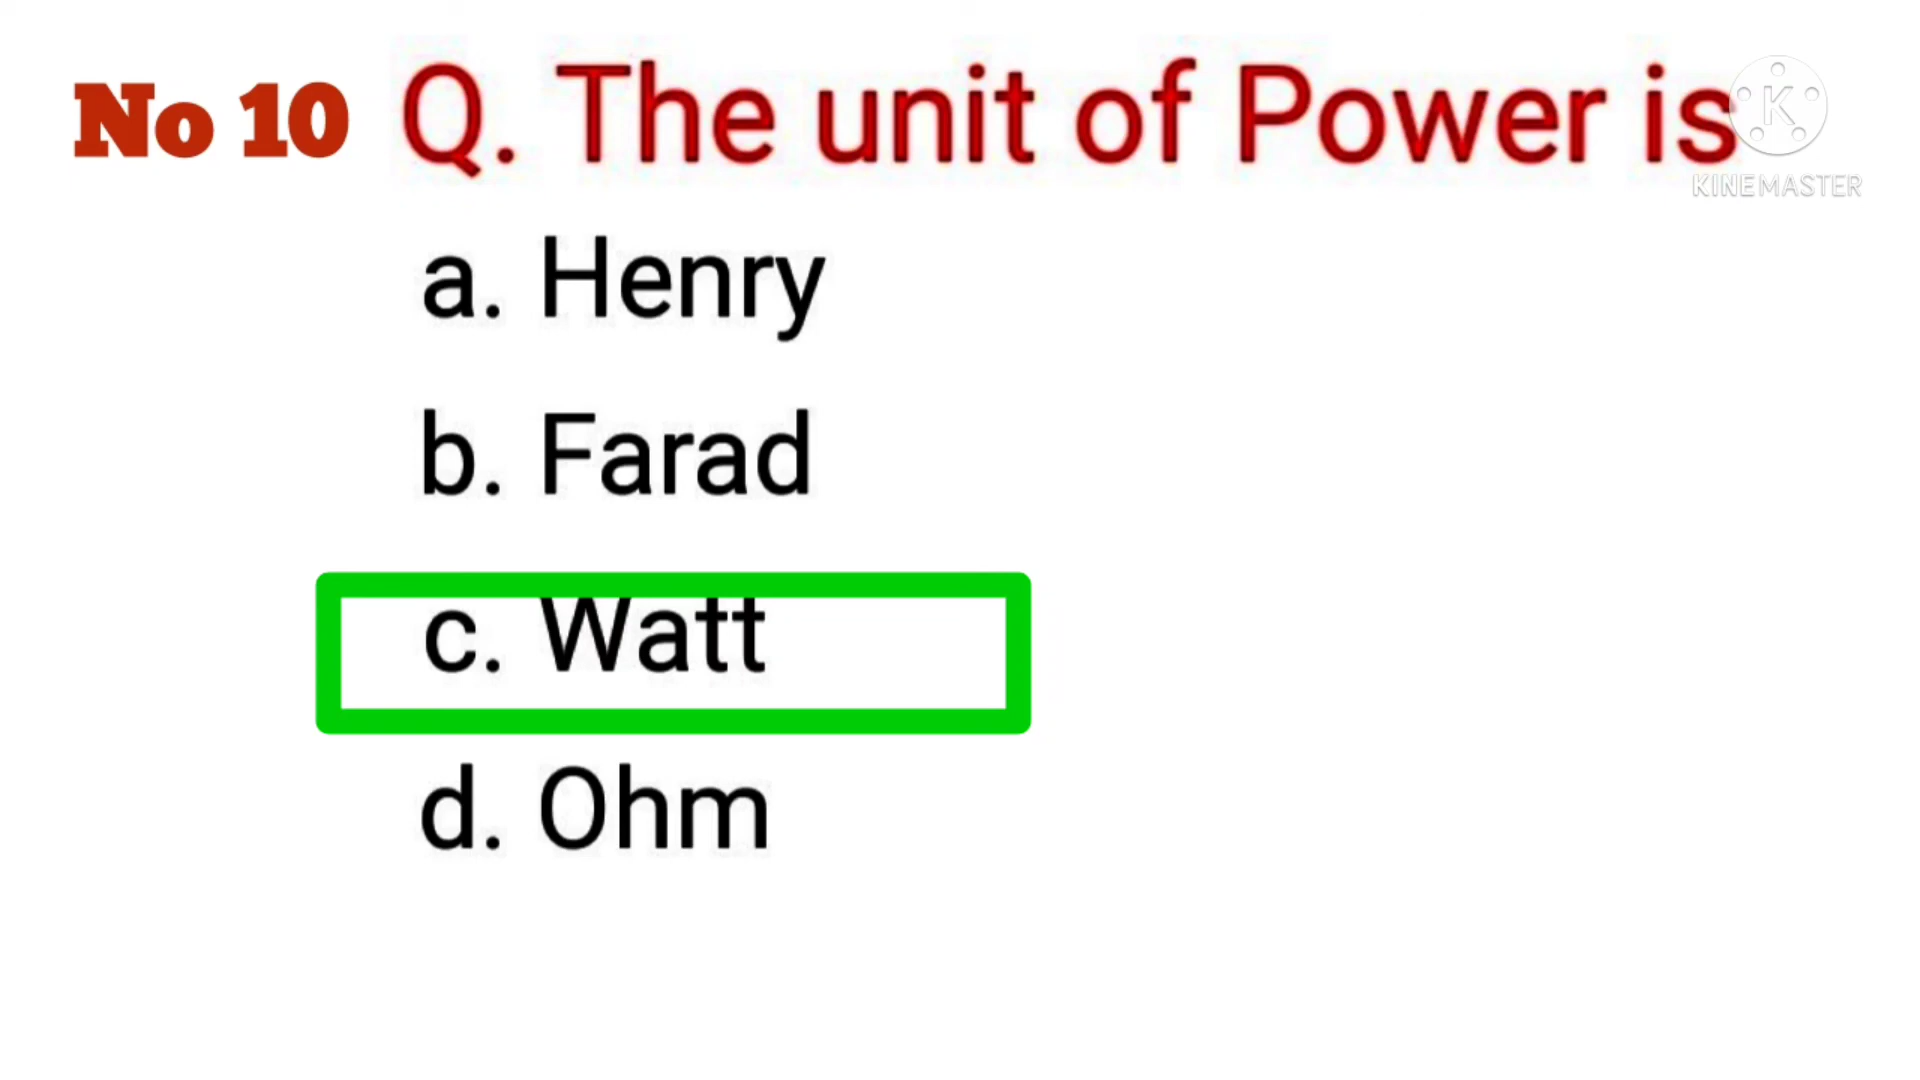 No 10 Q. The unit of Power is
KINEMASTER
a. Henry
b. Farad
c. Watt
d. Ohm